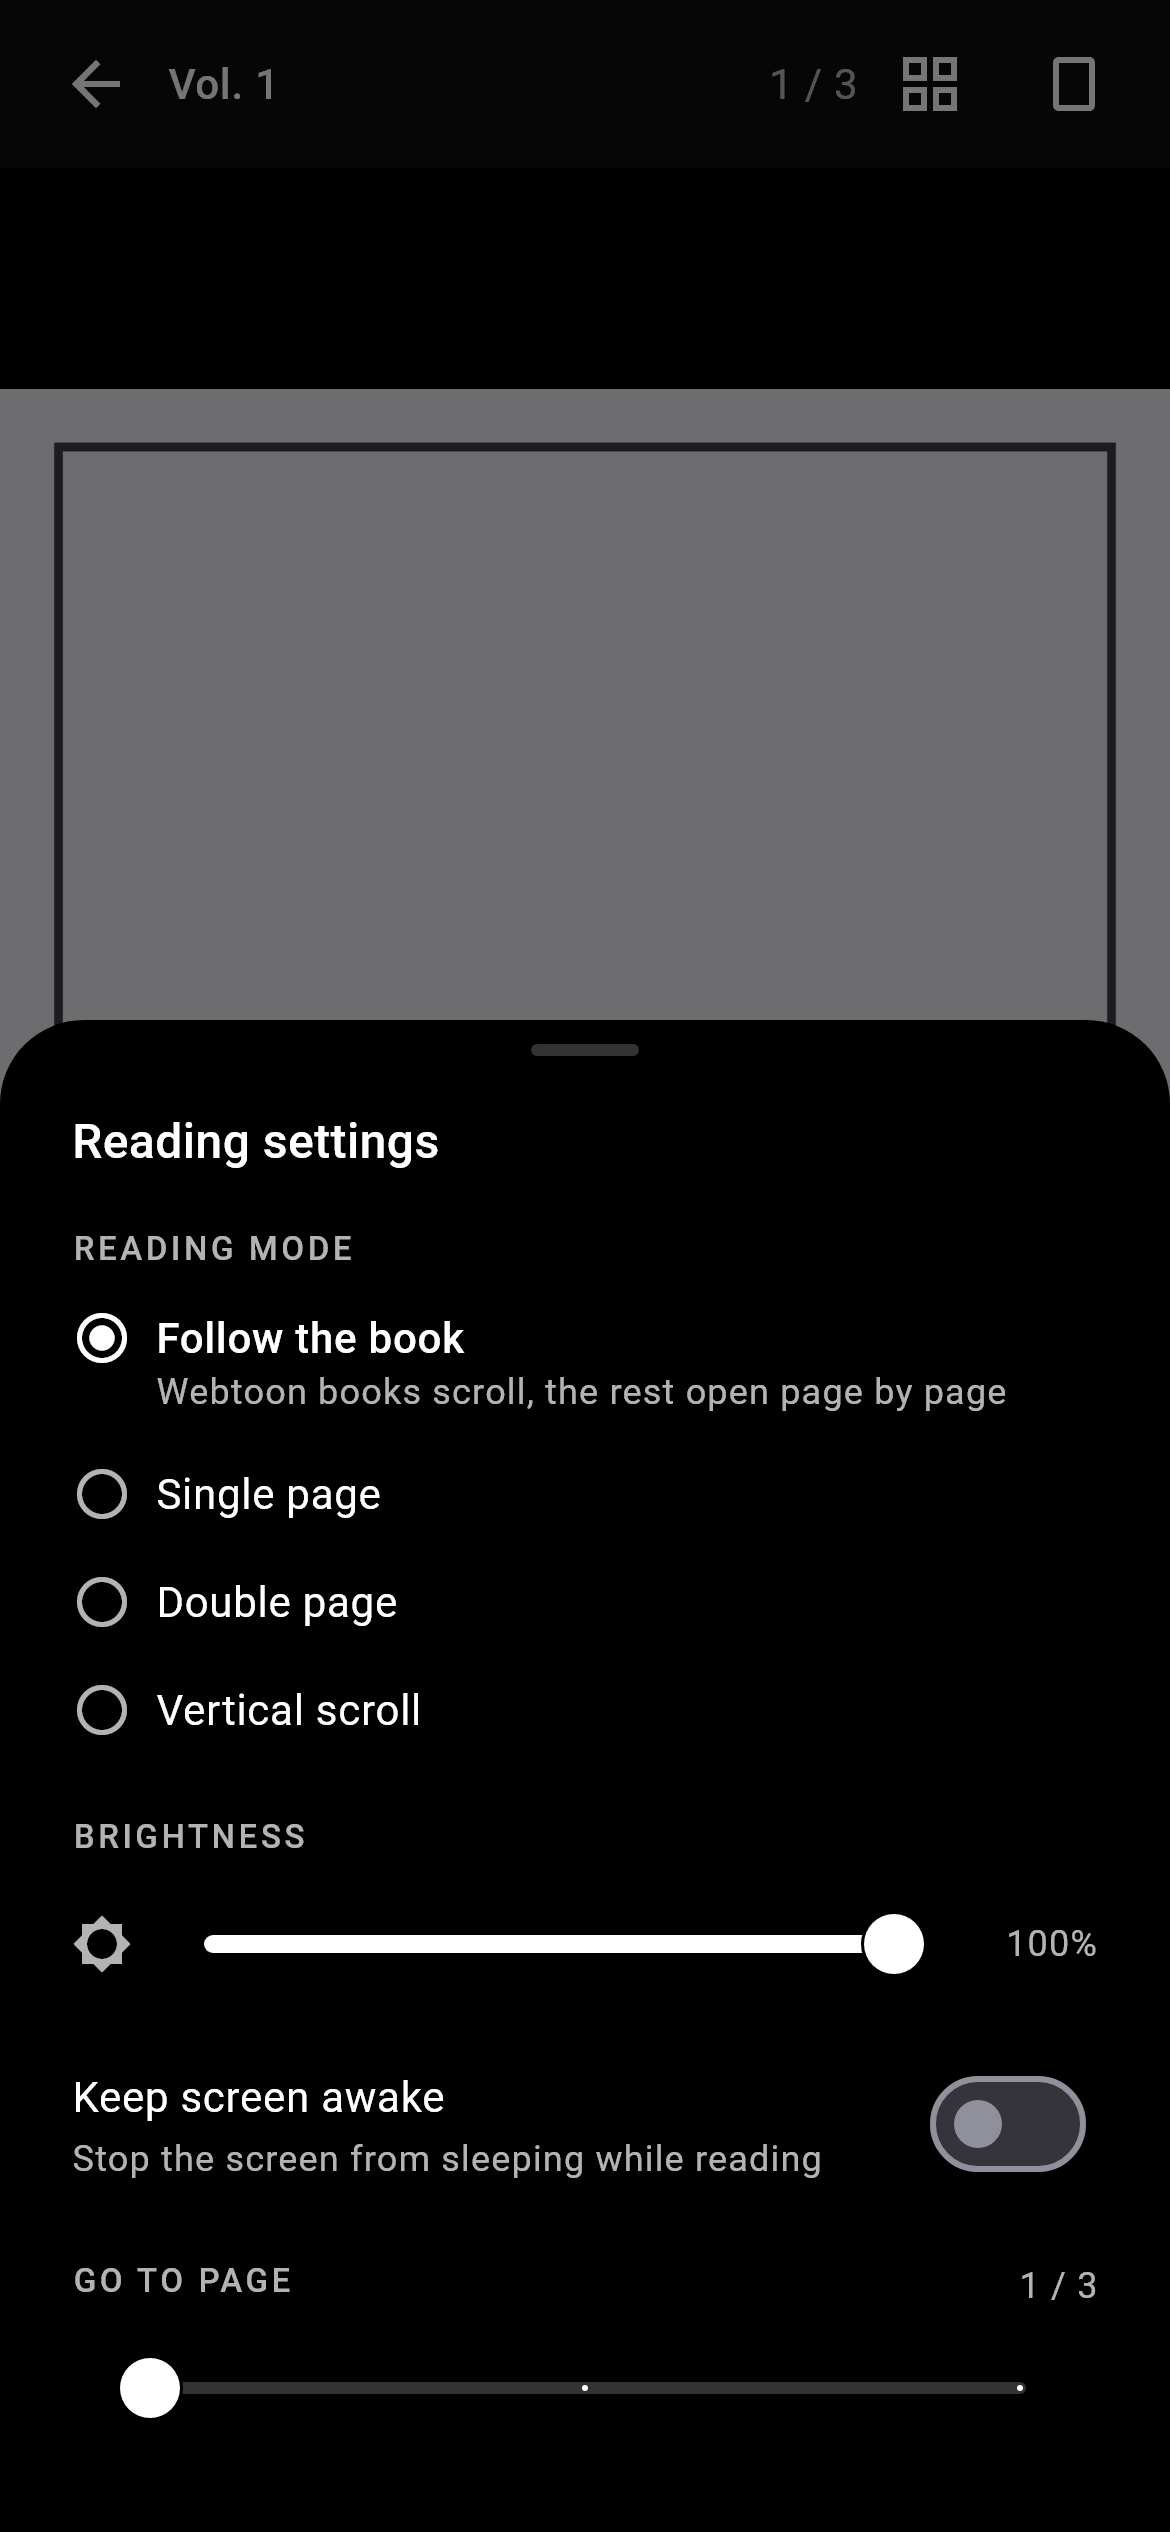 Vol. 1
1 / 3
Reading settings
READING MODE
Follow the book
Webtoon books scroll, the rest open page by page
Single page
Double page
Vertical scroll
BRIGHTNESS
100%
Keep screen awake
Stop the screen from sleeping while reading
GO TO PAGE
1 / 3